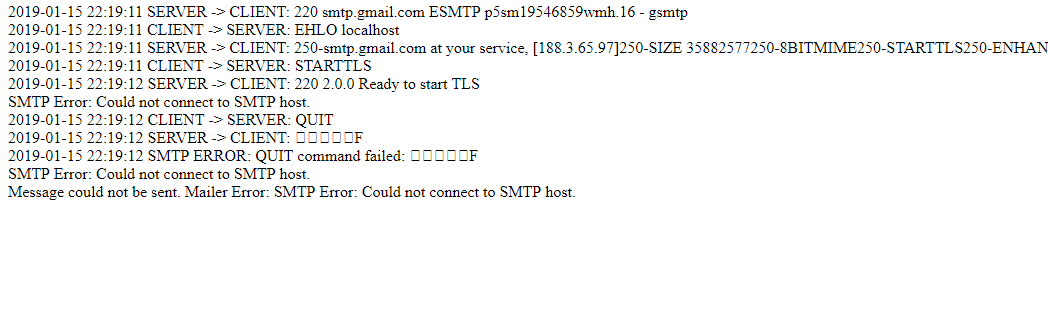 2019-01-15 22:19:11 SERVER -> CLIENT: 220 smtp.gmail.com ESMTP p5sm19546859wmh.16 - gsmtp
2019-01-15 22:19:11 CLIENT -> SERVER: EHLO localhost
2019-01-15 22:19:11 SERVER -> CLIENT: 250-smtp.gmail.com at your service, [188.3.65.97]250-SIZE 35882577250-8BITMIME250-STARTTLS250-ENHAN
2019-01-15 22:19:11 CLIENT -> SERVER: STARTTLS
2019-01-15 22:19:12 SERVER -> CLIENT: 220 2.0.0 Ready to start TLS
SMTP Error: Could not connect to SMTP host.
2019-01-15 22:19:12 CLIENT -> SERVER: QUIT
2019-01-15 22:19:12 SERVER -> CLIENT: □□□□□F
2019-01-15 22:19:12 SMTP ERROR: QUIT command failed: □□□□□F
SMTP Error: Could not connect to SMTP host.
Message could not be sent. Mailer Error: SMTP Error: Could not connect to SMTP host.